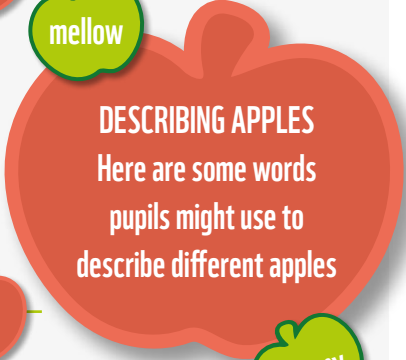 mellow
DESCRIBING APPLES
Here are some words
pupils might use to
describe different apples